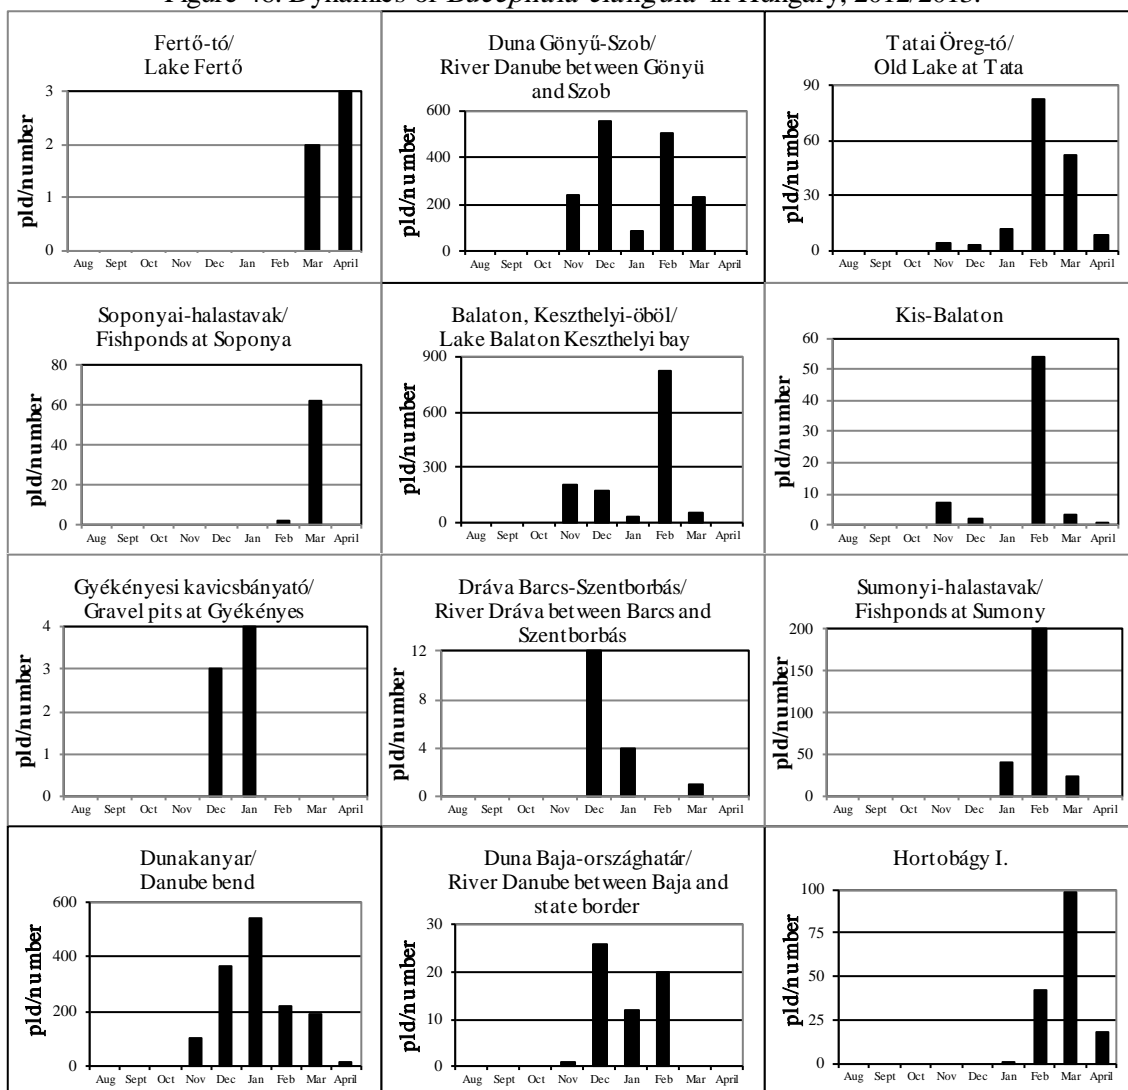 Figure Dynamics of Bucephala clangula in Hungary, 2012/2013.
Fertő-tó/
Lake Fertő
pld/number
3
2
1
0
Aug Sept Oct Nov Dec Jan Feb Mar April
Duna Gönyű-Szob/
River Danube between Gönyü
and Szob
pld/number
600
400
200
0
Aug Sept Oct Nov Dec Jan Feb Mar April
Tatai Öreg-tó/
Old Lake at Tata
pld/number
90
60
30
0
Aug Sept Oct Nov Dec Jan Feb Mar April
Soponyai-halastavak/
Fishponds at Soponya
pld/number
80
60
40
20
0
Aug Sept Oct Nov Dec Jan Feb Mar April
Balaton, Keszthelyi-öböl/
Lake Balaton Keszthelyi bay
pld/number
900
600
300
0
Aug Sept Oct Nov Dec Jan Feb Mar April
Kis-Balaton
pld/number
60
50
40
30
20
10
0
Aug Sept Oct Nov Dec Jan Feb Mar April
Gyékényesi kavicsbányató/
Gravel pits at Gyékényes
pld/number
4
3
2
1
0
Aug Sept Oct Nov Dec Jan Feb Mar April
Dráva Barcs-Szentborbás/
River Dráva between Barcs and
Szentborbás
pld/number
12
8
4
0
Aug Sept Oct Nov Dec Jan Feb Mar April
Sumonyi-halastavak/
Fishponds at Sumony
pld/number
200
150
100
50
0
Aug Sept Oct Nov Dec Jan Feb Mar April
Dunakanyar/
Danube bend
pld/number
600
400
200
0
Aug Sept Oct Nov Dec Jan Feb Mar April
Duna Baja-országhatár/
River Danube between Baja and
state border
pld/number
30
20
10
0
Aug Sept Oct Nov Dec Jan Feb Mar April
Hortobágy I.
pld/number
100
75
50
25
0
Aug Sept Oct Nov Dec Jan Feb Mar April